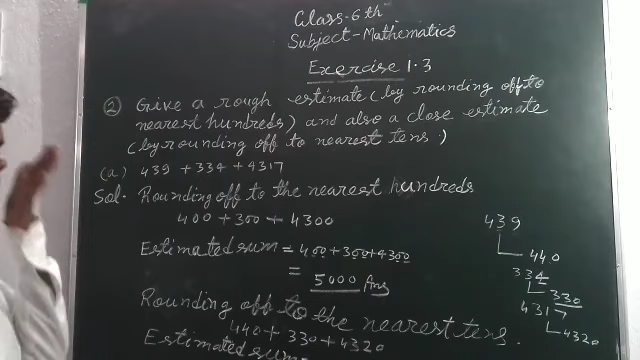 Class-6th
Subject-Mathematics
Exercise 1.3
② Give a rough estimate (by rounding off to
nearest hundreds) and also a close estimate
(by rounding off to nearest tens.)
(a) 439 + 334 + 4317
Sol. Rounding off to the nearest hundreds
400 + 300 + 4300
Estimated sum = 400 + 300 + 4300
= 5000 Ans
439
440
334
330
4317
4320
Rounding off to the nearest tens.
440 + 330 + 4320
Estimated sum